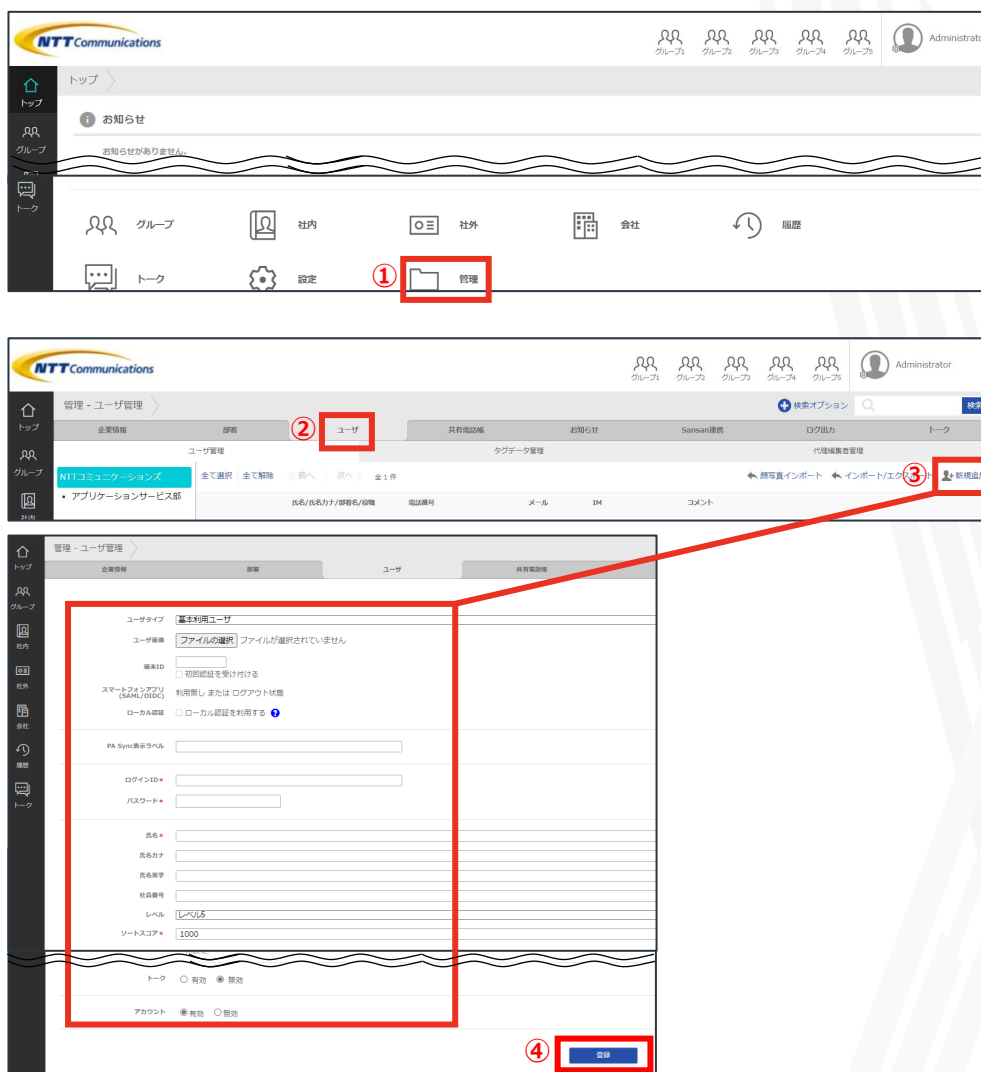 NTT Communications
グループ1 グループ2 グループ3 グループ4 グループ5
Administrato
トップ
トップ
お知らせ
グループ
お知らせがありません。
トーク
グループ 社内 社外 会社 履歴
トーク 設定 ① 管理
NTT Communications
グループ1 グループ2 グループ3 グループ4 グループ5
Administrator
トップ
管理 - ユーザ管理
検索オプション 検索
企業情報 部署 ② ユーザ 共有電話帳 お知らせ Sansan連携 ログ出力 トーク
グループ
ユーザ管理 タグデータ管理 代理編集者管理
NTTコミュニケーションズ
全て選択 全て解除 前へ 次へ 全1件
顔写真インポート インポート/エクスポート ③ 新規追加
社内
• アプリケーションサービス部
氏名/氏名カナ/部署名/役職 電話番号 メール IM コメント
トップ
管理 - ユーザ管理
企業情報 部署 ユーザ 共有電話帳
グループ
社内
社外
会社
履歴
トーク
ユーザタイプ 基本利用ユーザ
ユーザ画像 ファイルの選択 ファイルが選択されていません
端末ID
初回認証を受け付ける
スマートフォンアプリ
(SAML/OIDC)
利用無し または ログアウト状態
ローカル認証 ローカル認証を利用する ?
PA Sync表示ラベル
ログインID*
パスワード*
氏名*
氏名カナ
氏名英字
社員番号
レベル レベル5
ソートスコア* 1000
トーク 有効 無効
アカウント 有効 無効
④ 登録